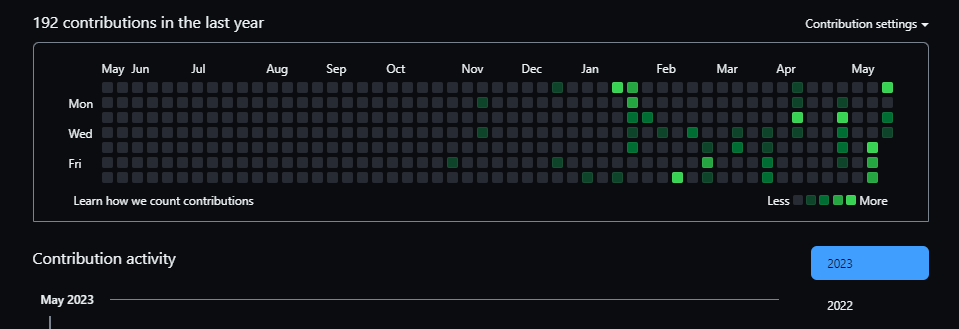 192 contributions in the last year
Contribution settings
May Jun Jul Aug Sep Oct Nov Dec Jan Feb Mar Apr May
Mon
Wed
Fri
Learn how we count contributions
Less More
Contribution activity
2023
May 2023
2022